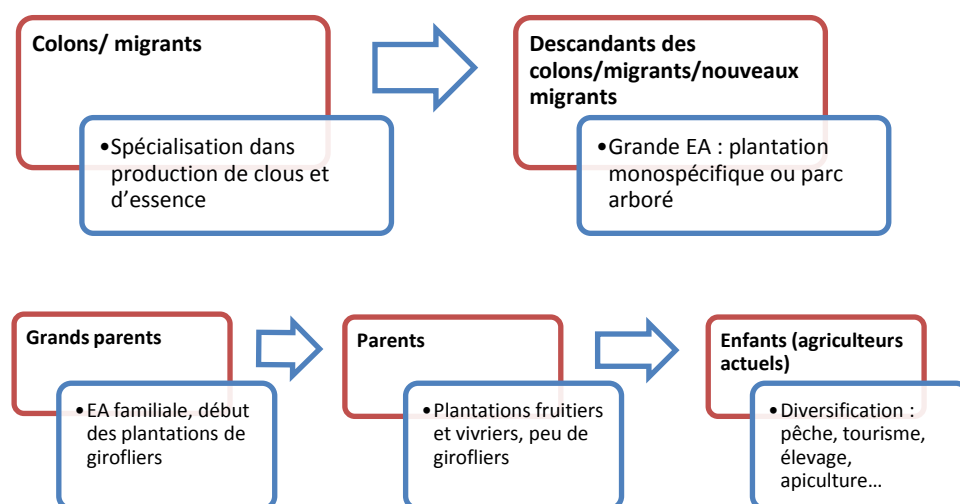 Colons/ migrants
•Spécialisation dans
production de clous et
d'essence
Descandants des
colons/migrants/nouveaux
migrants
•Grande EA : plantation
monospécifique ou parc
arboré
Grands parents
•EA familiale, début
des plantations de
girofliers
Parents
•Plantations fruitiers
et vivriers, peu de
girofliers
Enfants (agriculteurs
actuels)
•Diversification :
pêche, tourisme,
élevage,
apiculture…